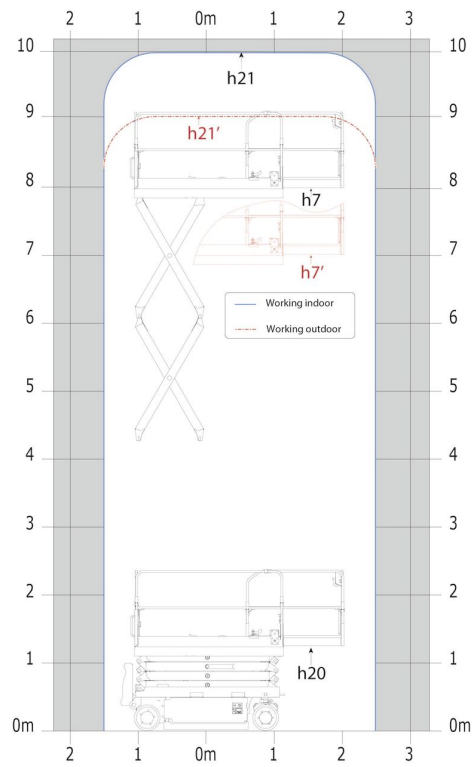 2 1 0m 1 2 3
10 10
h21
9 9
h21'
8 8
h7
7 7
h7'
Working indoor
6 6
Working outdoor
5 5
4 4
3 3
2 2
1 1
h20
0m 0m
2 1 0m 1 2 3